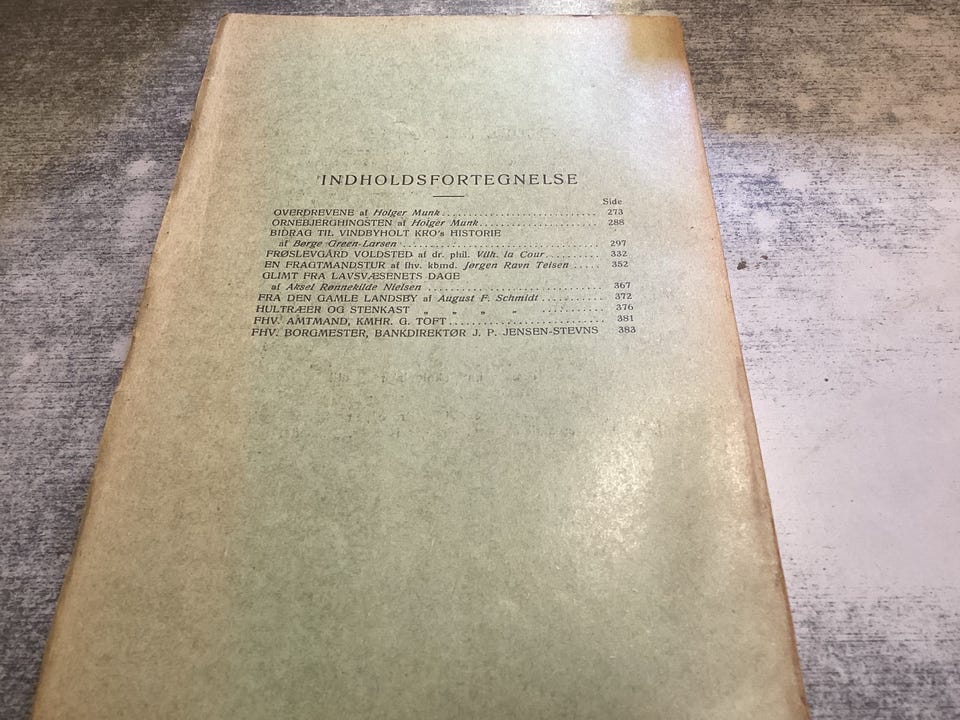 INDHOLDSFORTEGNELSE
Side
OVERDREVENE af Holger Munk 273
ORNEBJERGHINGSTEN af Holger Munk 288
BIDRAG TIL VINDBYHOLT KRO's HISTORIE
af Børge Green-Larsen 297
FRØSLEVGÅRD VOLDSTED af dr. phil. Vilh. la Cour 332
EN FRAGTMANDSTUR af fhv. kbmd. Jørgen Ravn Teisen 352
GLIMT FRA LAVSVÆSENETS DAGE
af Aksel Rønnekilde Nielsen 367
FRA DEN GAMLE LANDSBY af August F. Schmidt 372
HULTRÆER OG STENKAST „ „ „ „ 376
FHV. AMTMAND, KMHR. G. TOFT 381
FHV. BORGMESTER, BANKDIREKTØR J. P. JENSEN-STEVNS 383